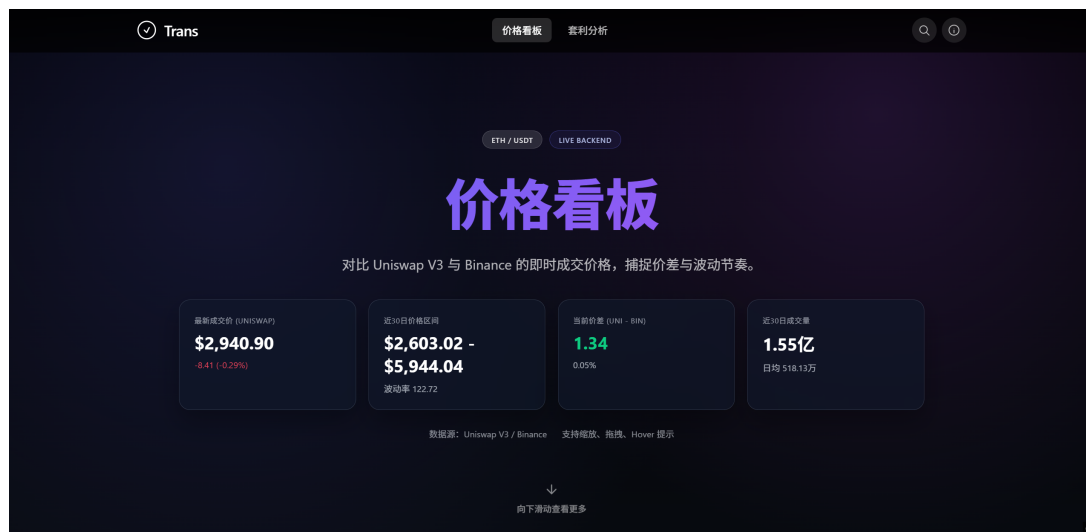 Trans
价格看板
套利分析
ETH / USDT
LIVE BACKEND
价格看板
对比 Uniswap V3 与 Binance 的即时成交价格，捕捉价差与波动节奏。
最新成交价 (UNISWAP)
$2,940.90
-8.41 (-0.29%)
近30日价格区间
$2,603.02 -
$5,944.04
波动率 122.72
当前价差 (UNI - BIN)
1.34
0.05%
近30日成交量
1.55亿
日均 518.13万
数据源：Uniswap V3 / Binance
支持缩放、拖拽、Hover 提示
向下滑动查看更多